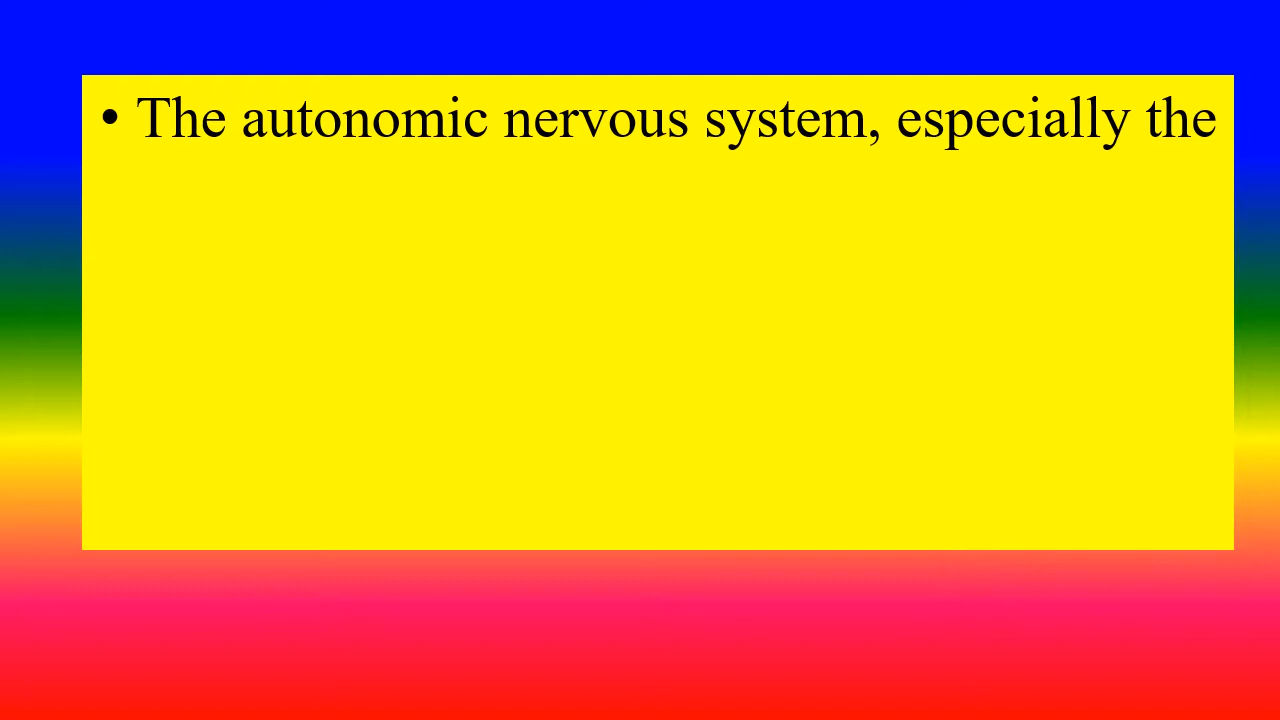 • The autonomic nervous system, especially the